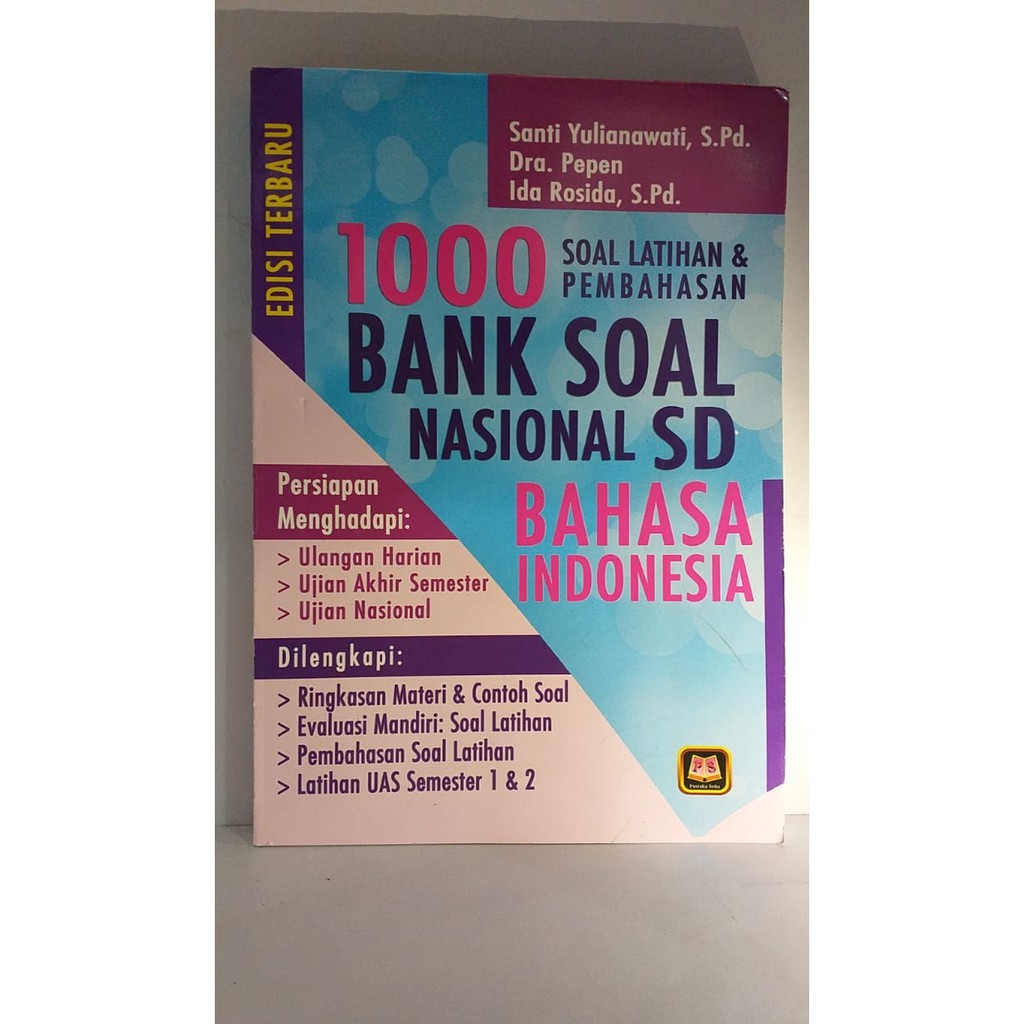 EDISI TERBARU
Santi Yulianawati, S.Pd.
Dra. Pepen
Ida Rosida, S.Pd.
1000 SOAL LATIHAN &
PEMBAHASAN
BANK SOAL
NASIONAL SD
BAHASA
INDONESIA
Persiapan
Menghadapi:
> Ulangan Harian
> Ujian Akhir Semester
> Ujian Nasional
Dilengkapi:
> Ringkasan Materi & Contoh Soal
> Evaluasi Mandiri: Soal Latihan
> Pembahasan Soal Latihan
> Latihan UAS Semester 1 & 2
PS
Pustaka Setia